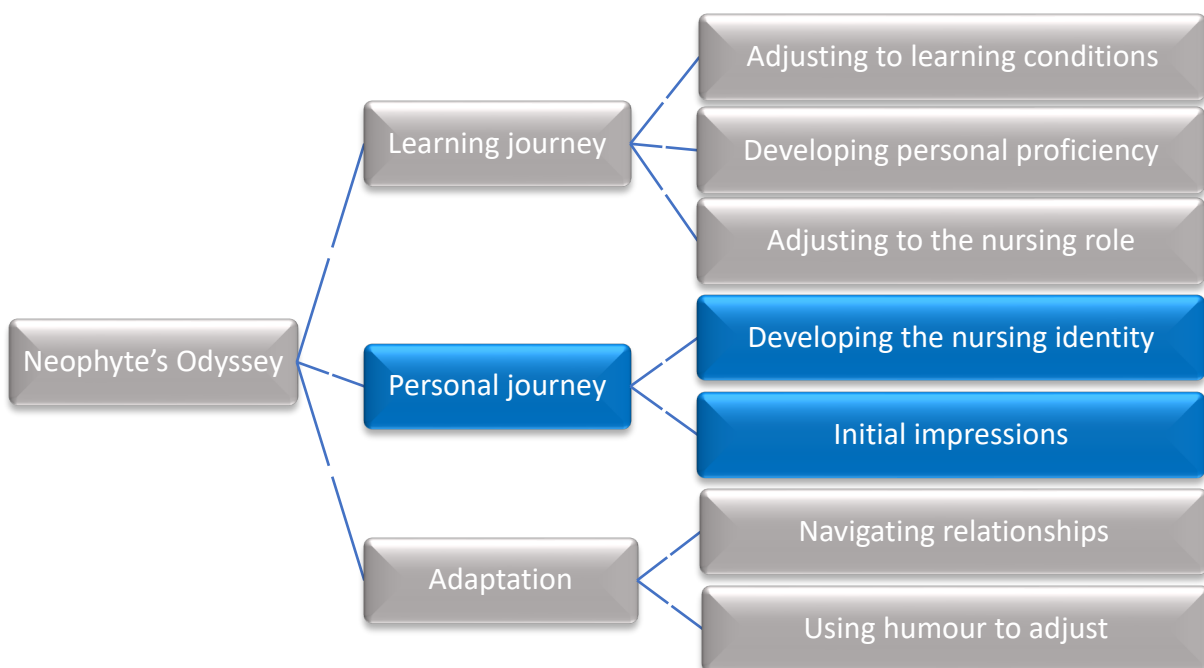 Neophyte’s Odyssey
Learning journey
Adjusting to learning conditions
Developing personal proficiency
Adjusting to the nursing role
Personal journey
Developing the nursing identity
Initial impressions
Adaptation
Navigating relationships
Using humour to adjust